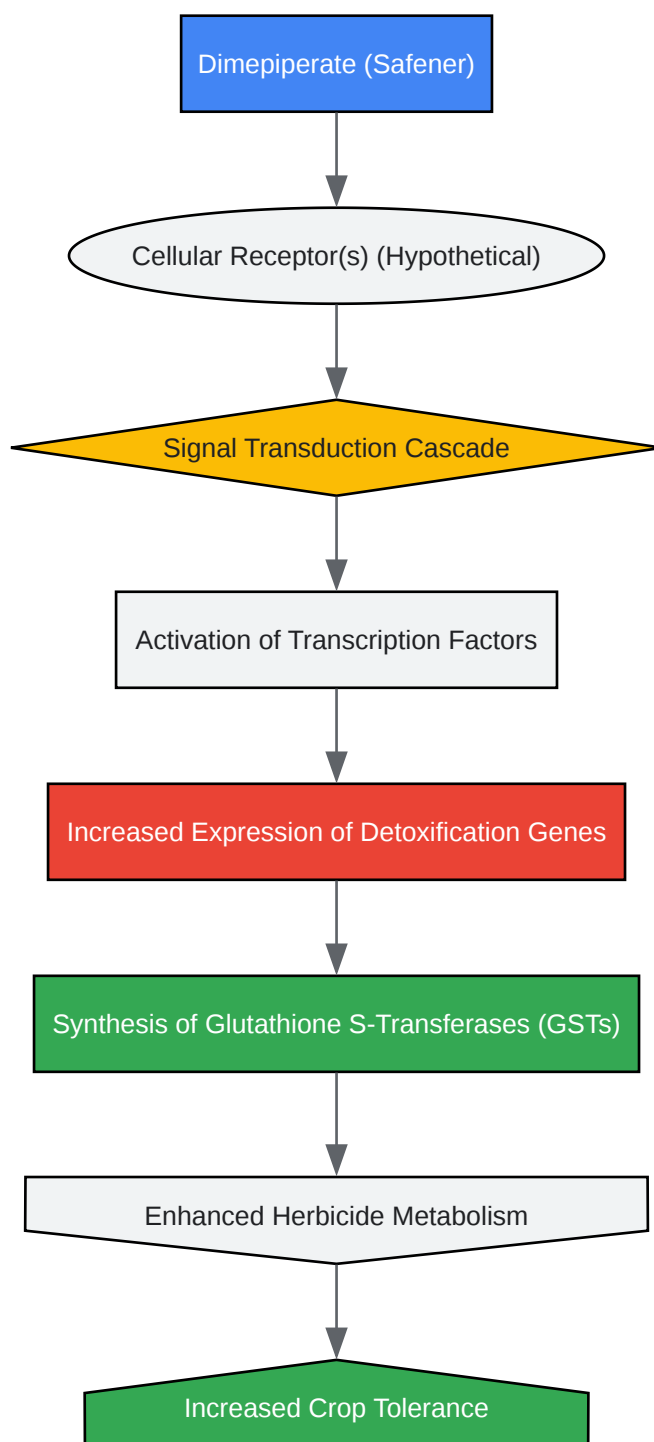 Dimepiperate (Safener)
Cellular Receptor(s) (Hypothetical)
Signal Transduction Cascade
Activation of Transcription Factors
Increased Expression of Detoxification Genes
Synthesis of Glutathione S-Transferases (GSTs)
Enhanced Herbicide Metabolism
Increased Crop Tolerance